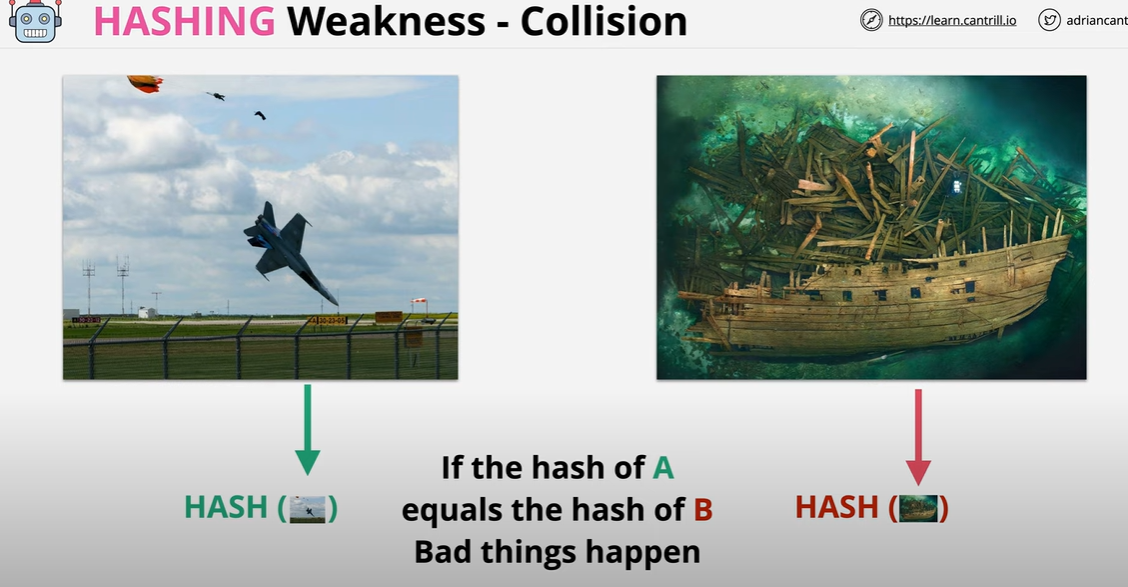 HASHING Weakness - Collision
https://learn.cantrill.io
adriancant
HASH ( )
If the hash of A
equals the hash of B
Bad things happen
HASH ( )